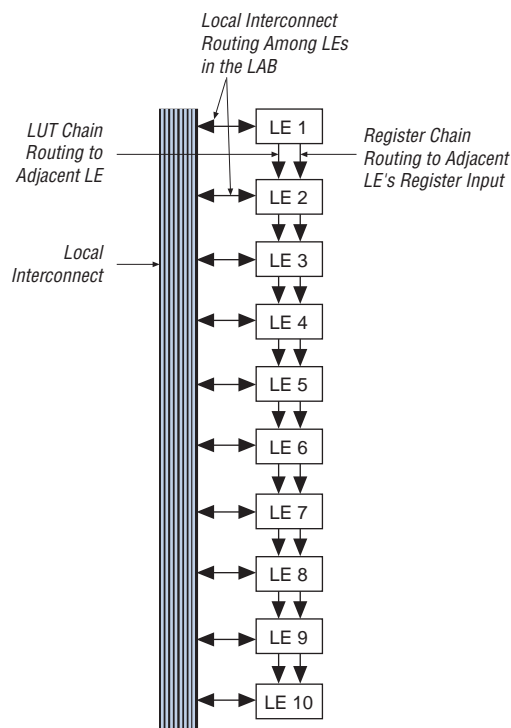 Local Interconnect
Routing Among LEs
in the LAB
LUT Chain
Routing to
Adjacent LE
Register Chain
Routing to Adjacent
LE's Register Input
Local
Interconnect
LE 1
LE 2
LE 3
LE 4
LE 5
LE 6
LE 7
LE 8
LE 9
LE 10